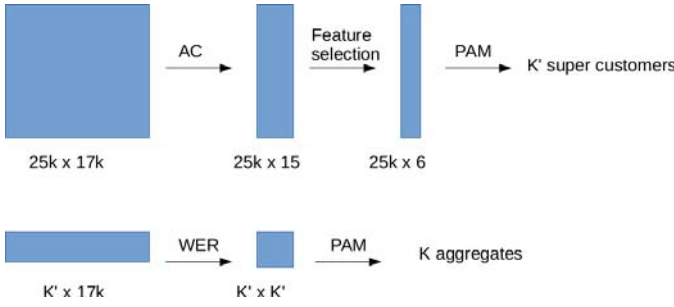 AC
Feature
selection
PAM
K' super customers
25k x 17k
25k x 15
25k x 6
WER
PAM
K aggregates
K' x 17k
K' x K'